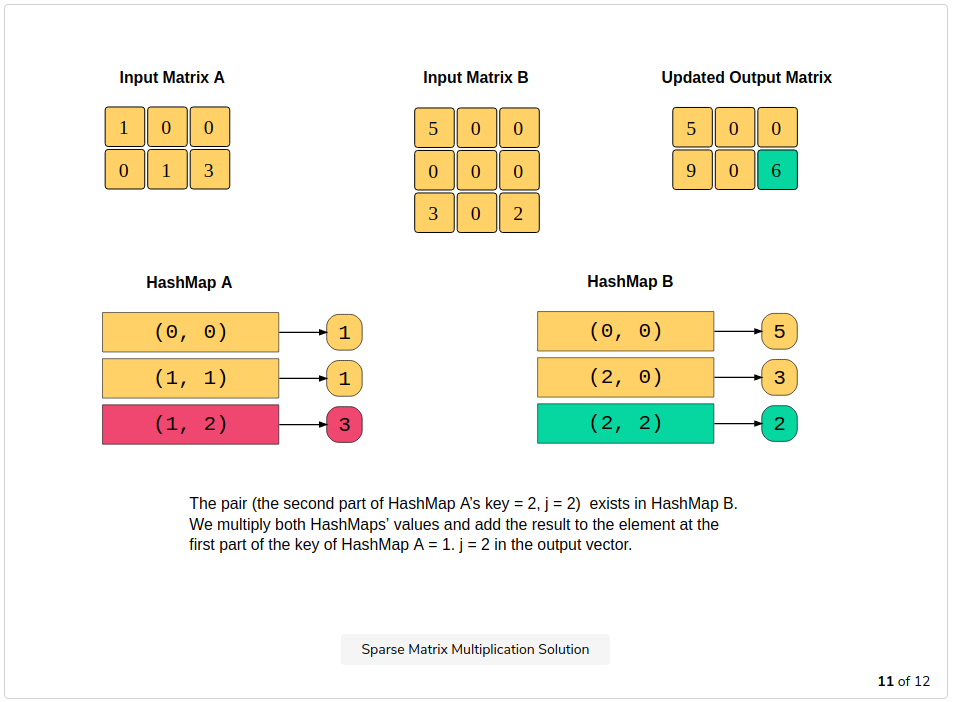 Input Matrix A
Input Matrix B
Updated Output Matrix
1 0 0
0 1 3
5 0 0
0 0 0
3 0 2
5 0 0
9 0 6
HashMap A
(0, 0) 1
(1, 1) 1
(1, 2) 3
HashMap B
(0, 0) 5
(2, 0) 3
(2, 2) 2
The pair (the second part of HashMap A's key = 2, j = 2) exists in HashMap B.
We multiply both HashMaps' values and add the result to the element at the
first part of the key of HashMap A = 1. j = 2 in the output vector.
Sparse Matrix Multiplication Solution
11 of 12